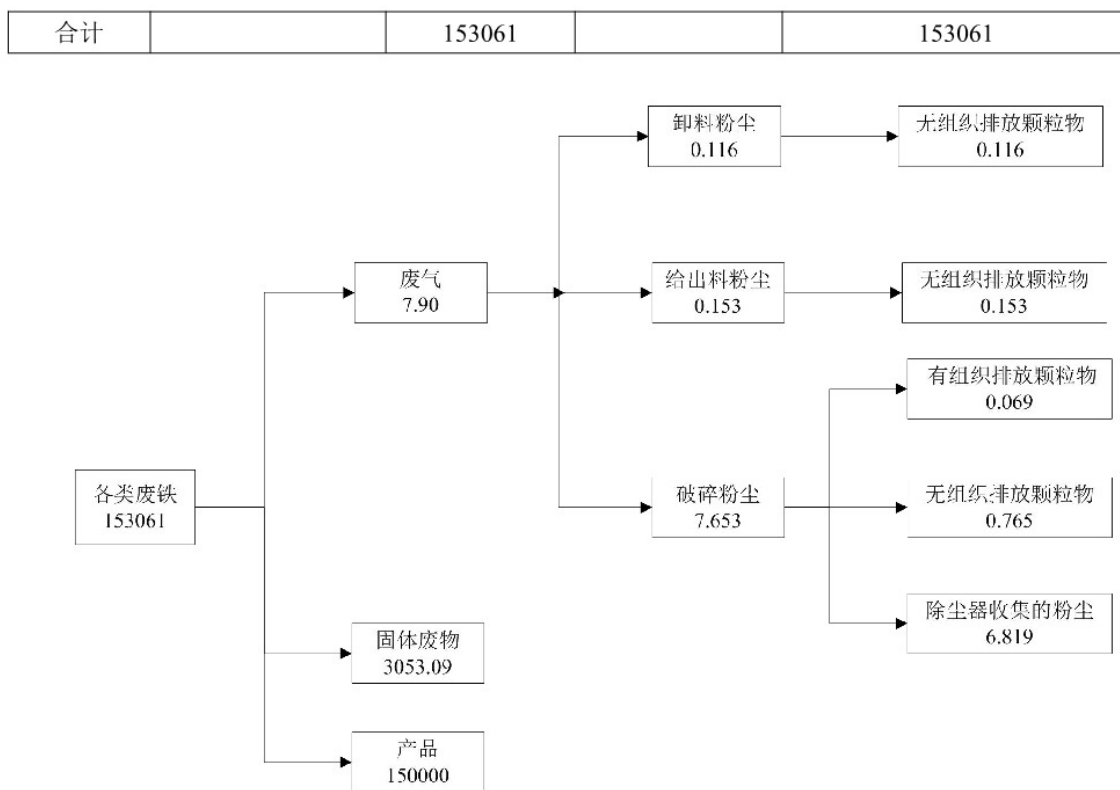 合计 153061 153061
卸料粉尘
0.116
无组织排放颗粒物
0.116
废气
7.90
给出料粉尘
0.153
无组织排放颗粒物
0.153
有组织排放颗粒物
0.069
各类废铁
153061
破碎粉尘
7.653
无组织排放颗粒物
0.765
除尘器收集的粉尘
6.819
固体废物
3053.09
产品
150000